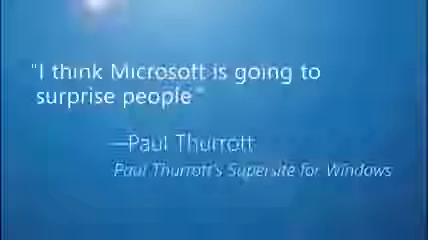 "I think Microsoft is going to
surprise people"
—Paul Thurrott
Paul Thurrott's Supersite for Windows